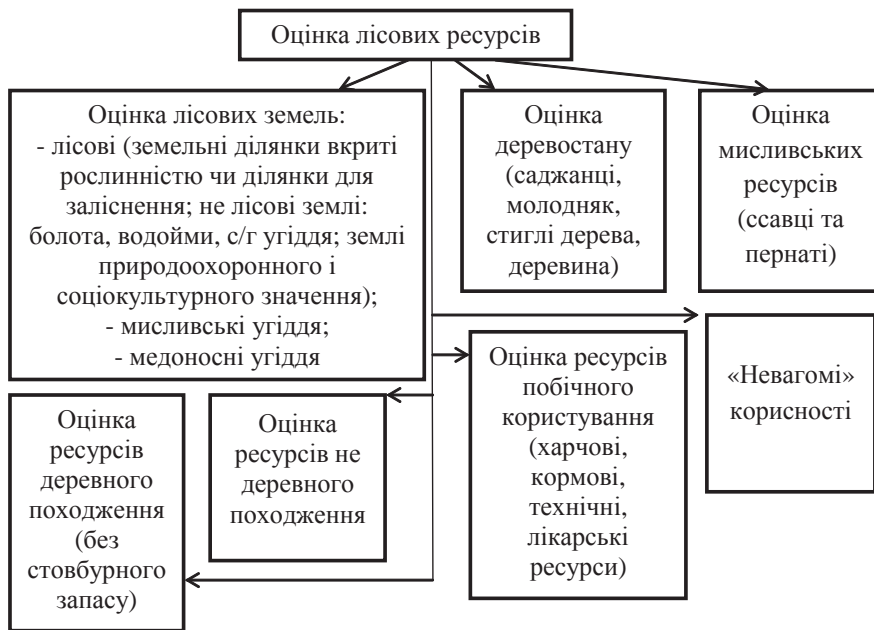 Оцінка лісових ресурсів
Оцінка лісових земель:
- лісові (земельні ділянки вкриті
рослинністю чи ділянки для
заліснення; не лісові землі:
болота, водойми, с/г угіддя; землі
природоохоронного і
соціокультурного значення);
- мисливські угіддя;
- медоносні угіддя
Оцінка
деревостану
(саджанці,
молодняк,
стиглі дерева,
деревина)
Оцінка
мисливських
ресурсів
(ссавці та
пернаті)
Оцінка
ресурсів
деревного
походження
(без
стовбурного
запасу)
Оцінка
ресурсів не
деревного
походження
Оцінка ресурсів
побічного
користування
(харчові,
кормові,
технічні,
лікарські
ресурси)
«Невагомі»
корисності